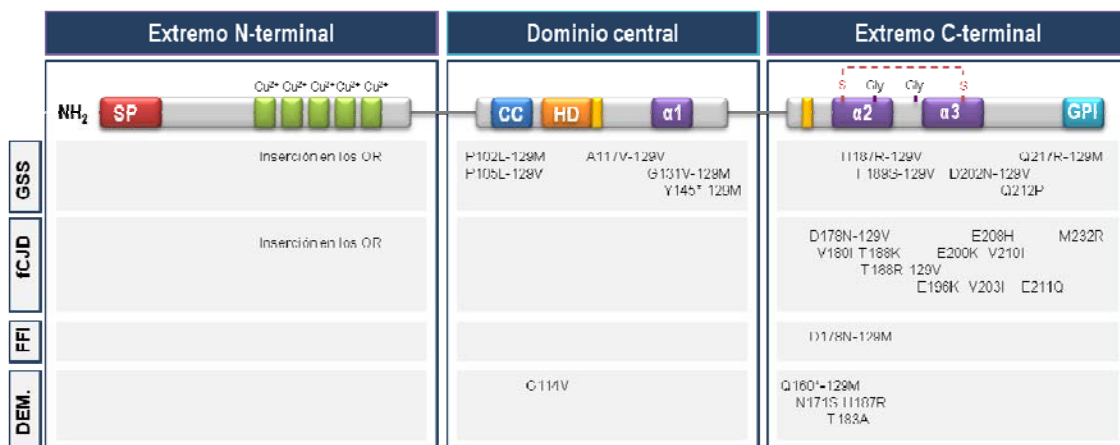 Extremo N-terminal Dominio central Extremo C-terminal
Cu²⁺ Cu²⁺ Cu²⁺ Cu²⁺ Cu²⁺
S Gly Gly S
NH₂ SP CC HD α1 α2 α3 GPI
GSS
Inserción en los OR P102L-129M A117V-129V H187R-129V Q217R-129M
P105L-129V G131V-129M D202N-129V
Y145*-129M Q212P
fCJD
Inserción en los OR D178N-129V E208H M232R
V180I T188K E200K V210I
T188R-129V
E196K V203I E211Q
FFI
D178N-129M
DEM.
G114V Q160*-129M
N171S H187R
T183A